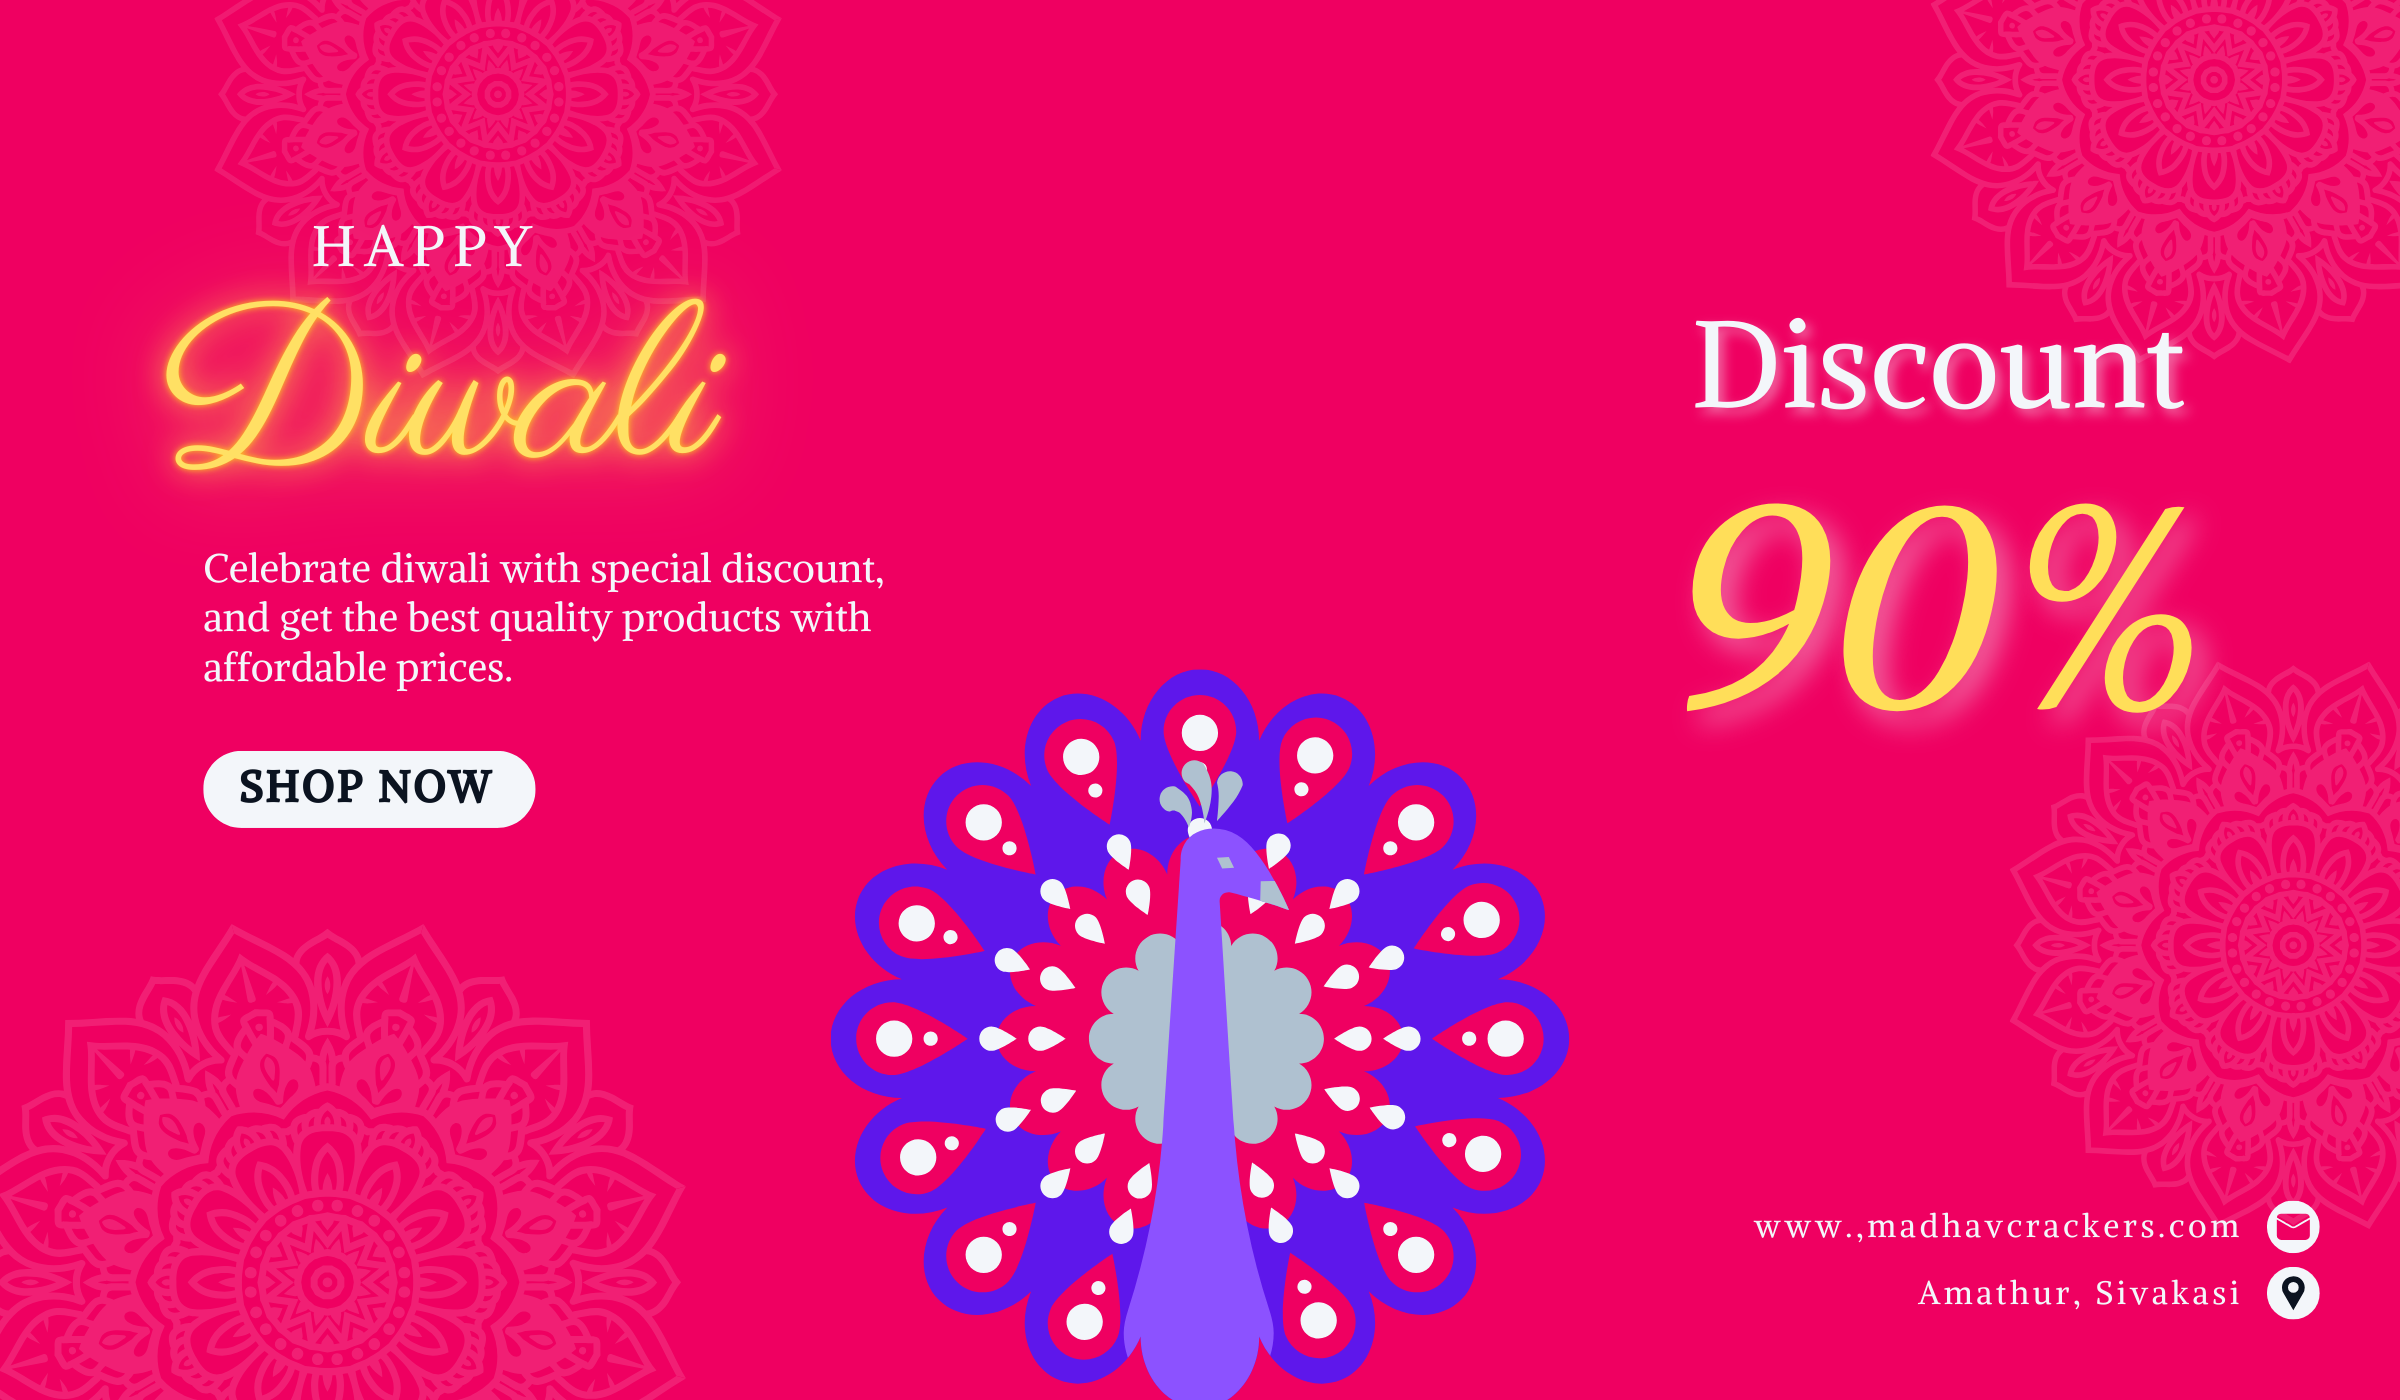 HAPPY
Diwali
Celebrate diwali with special discount,
and get the best quality products with
affordable prices.
SHOP NOW
Discount
90%
www.,madhavcrackers.com
Amathur, Sivakasi